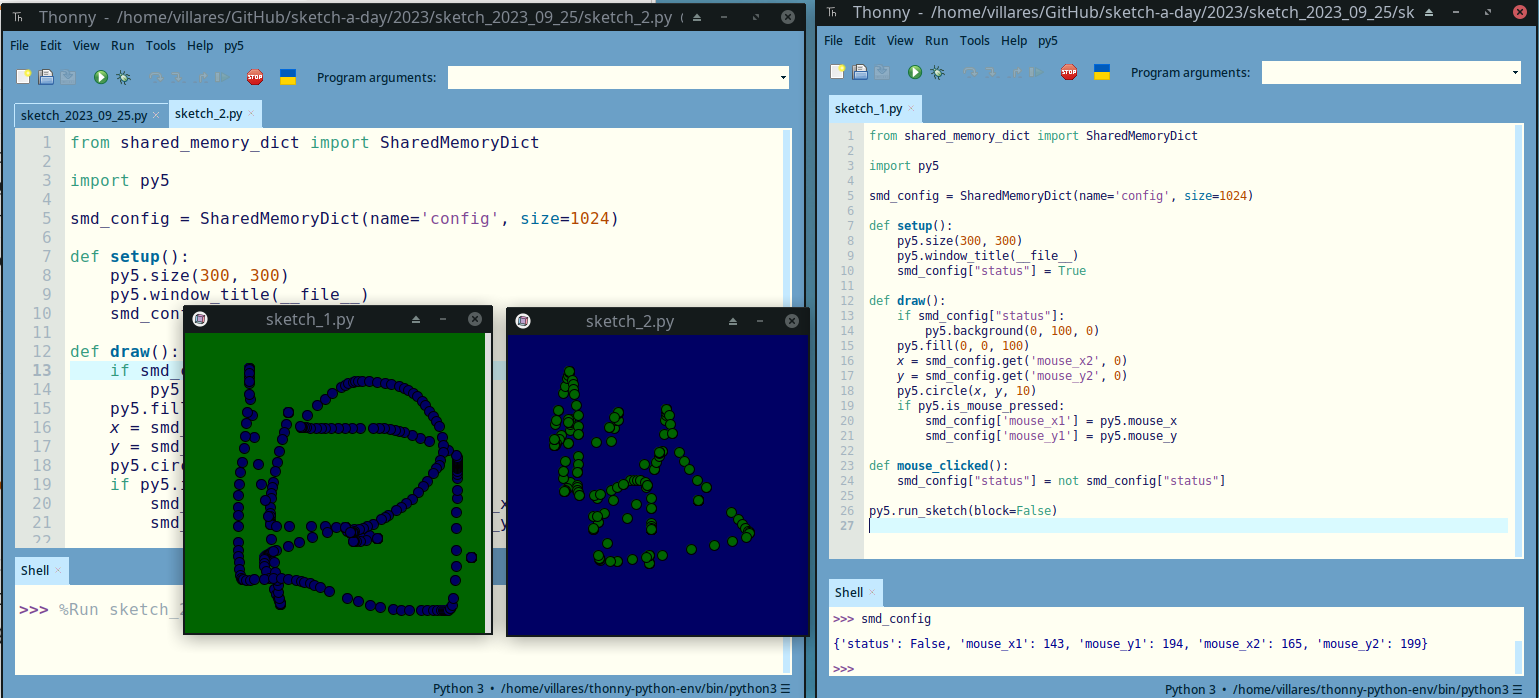 Thonny - /home/villares/GitHub/sketch-a-day/2023/sketch_2023_09_25/sketch_2.py
File Edit View Run Tools Help py5
STOP
Program arguments:
sketch_2023_09_25.py × sketch_2.py ×
1 from shared_memory_dict import SharedMemoryDict
2
3 import py5
4
5 smd_config = SharedMemoryDict(name='config', size=1024)
6
7 def setup():
8 py5.size(300, 300)
9 py5.window_title(__file__)
10 smd_con
11
12 def draw():
13 if smd_
14 py5
15 py5.fil
16 x = smd_
17 y = smd_
18 py5.cir
19 if py5.
20 smd_
21 smd_
22
Shell ×
>>> %Run sketch_2
Python 3 • /home/villares/thonny-python-env/bin/python3 ☰
sketch_1.py
sketch_2.py
Thonny - /home/villares/GitHub/sketch-a-day/2023/sketch_2023_09_25/sk
File Edit View Run Tools Help py5
STOP
Program arguments:
sketch_1.py ×
1 from shared_memory_dict import SharedMemoryDict
2
3 import py5
4
5 smd_config = SharedMemoryDict(name='config', size=1024)
6
7 def setup():
8 py5.size(300, 300)
9 py5.window_title(__file__)
10 smd_config["status"] = True
11
12 def draw():
13 if smd_config["status"]:
14 py5.background(0, 100, 0)
15 py5.fill(0, 0, 100)
16 x = smd_config.get('mouse_x2', 0)
17 y = smd_config.get('mouse_y2', 0)
18 py5.circle(x, y, 10)
19 if py5.is_mouse_pressed:
20 smd_config['mouse_x1'] = py5.mouse_x
21 smd_config['mouse_y1'] = py5.mouse_y
22
23 def mouse_clicked():
24 smd_config["status"] = not smd_config["status"]
25
26 py5.run_sketch(block=False)
27
Shell ×
>>> smd_config
{'status': False, 'mouse_x1': 143, 'mouse_y1': 194, 'mouse_x2': 165, 'mouse_y2': 199}
>>>
Python 3 • /home/villares/thonny-python-env/bin/python3 ☰